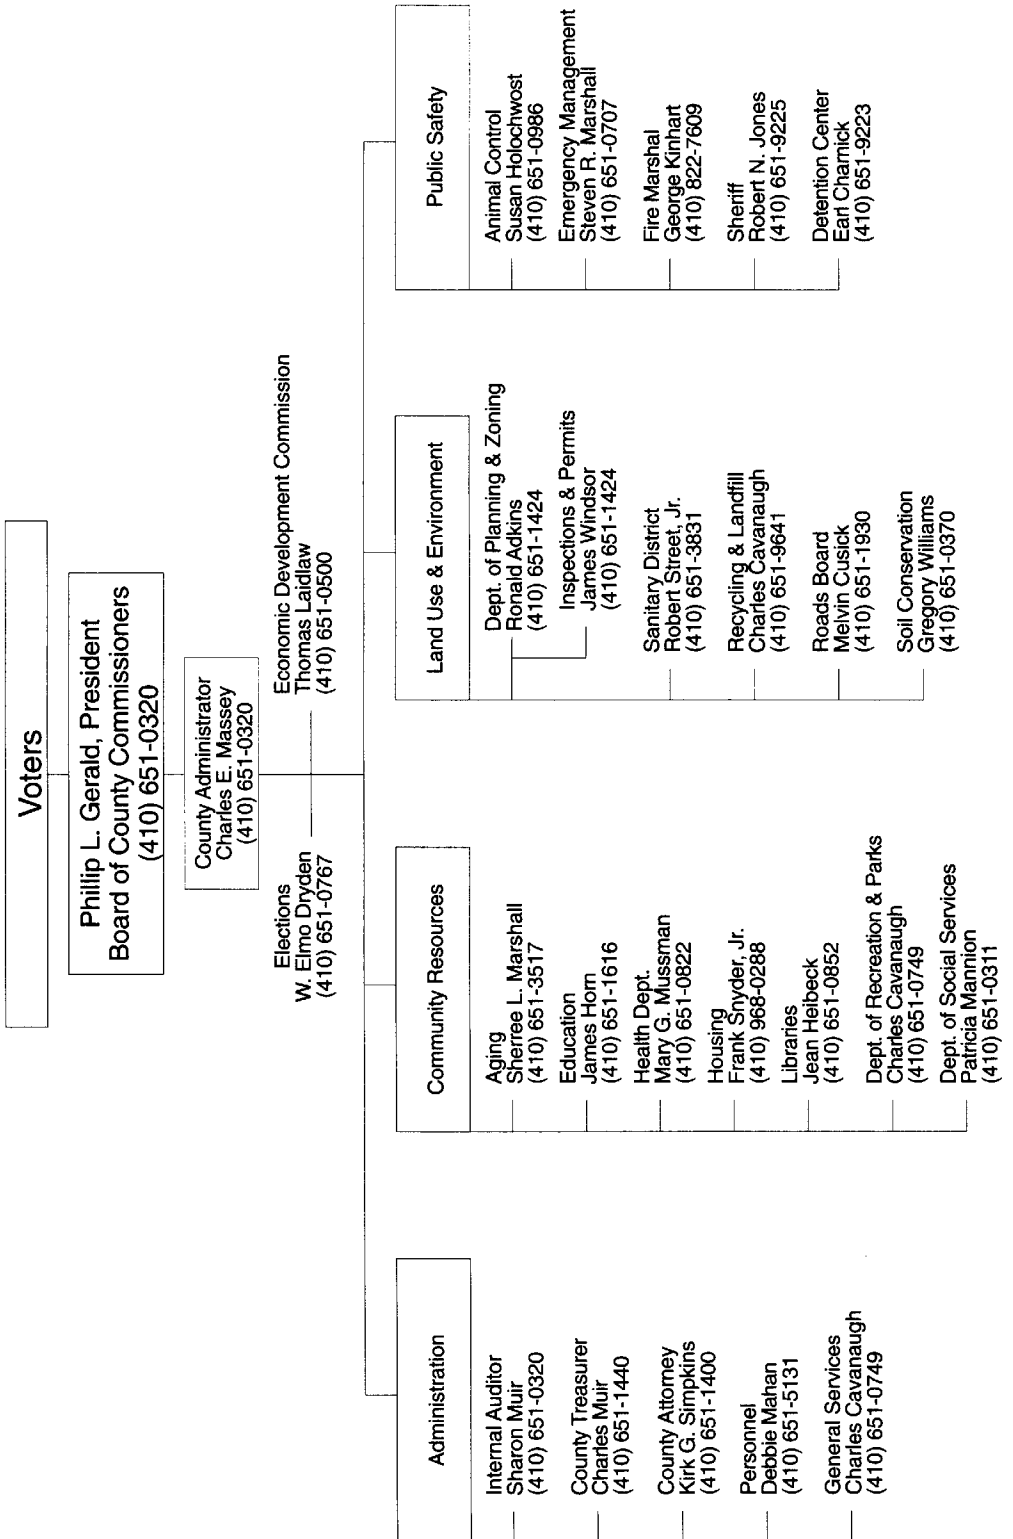 Voters
Phillip L. Gerald, President
Board of County Commissioners
(410) 651-0320
County Administrator
Charles E. Massey
(410) 651-0320
Elections
W. Elmo Dryden
(410) 651-0767
Economic Development Commission
Thomas Laidlaw
(410) 651-0500
Administration
Internal Auditor
Sharon Muir
(410) 651-0320
County Treasurer
Charles Muir
(410) 651-1440
County Attorney
Kirk G. Simpkins
(410) 651-1400
Personnel
Debbie Mahan
(410) 651-5131
General Services
Charles Cavanaugh
(410) 651-0749
Community Resources
Aging
Sherree L. Marshall
(410) 651-3517
Education
James Horn
(410) 651-1616
Health Dept.
Mary G. Mussman
(410) 651-0822
Housing
Frank Snyder, Jr.
(410) 968-0288
Libraries
Jean Heibeck
(410) 651-0852
Dept. of Recreation & Parks
Charles Cavanaugh
(410) 651-0749
Dept. of Social Services
Patricia Mannion
(410) 651-0311
Land Use & Environment
Dept. of Planning & Zoning
Ronald Adkins
(410) 651-1424
Inspections & Permits
James Windsor
(410) 651-1424
Sanitary District
Robert Street, Jr.
(410) 651-3831
Recycling & Landfill
Charles Cavanaugh
(410) 651-9641
Roads Board
Melvin Cusick
(410) 651-1930
Soil Conservation
Gregory Williams
(410) 651-0370
Public Safety
Animal Control
Susan Holochwost
(410) 651-0986
Emergency Management
Steven R. Marshall
(410) 651-0707
Fire Marshal
George Kinhart
(410) 822-7609
Sheriff
Robert N. Jones
(410) 651-9225
Detention Center
Earl Charnick
(410) 651-9223